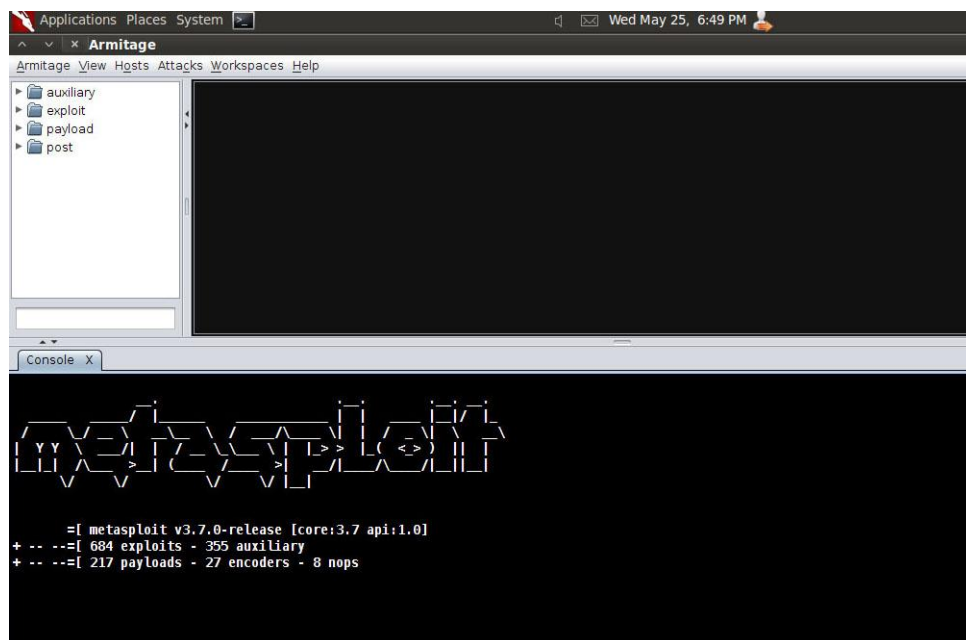 Applications Places System
Wed May 25, 6:49 PM
Armitage
Armitage View Hosts Attacks Workspaces Help
auxiliary
exploit
payload
post
Console X
metasploit
=[ metasploit v3.7.0-release [core:3.7 api:1.0]
+ -- --=[ 684 exploits - 355 auxiliary
+ -- --=[ 217 payloads - 27 encoders - 8 nops